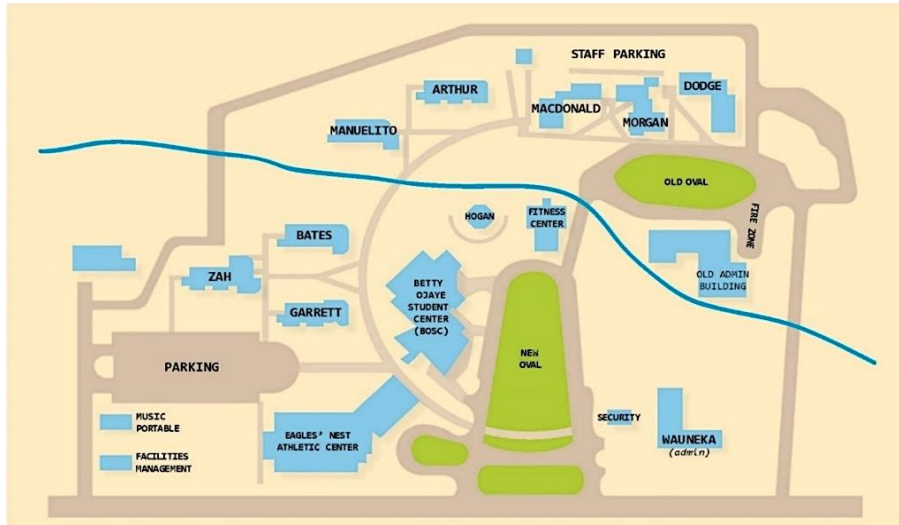 STAFF PARKING
ARTHUR
DODGE
MACDONALD
MORGAN
MANUELITO
OLD OVAL
HOGAN
FITNESS
CENTER
FIRE ZONE
BATES
ZAH
OLD ADMIN
BUILDING
BETTY
OJAYE
STUDENT
CENTER
(BOSC)
GARRETT
NEW
OVAL
PARKING
MUSIC
PORTABLE
SECURITY
EAGLES' NEST
ATHLETIC CENTER
WAUNEKA
(admin)
FACILITIES
MANAGEMENT